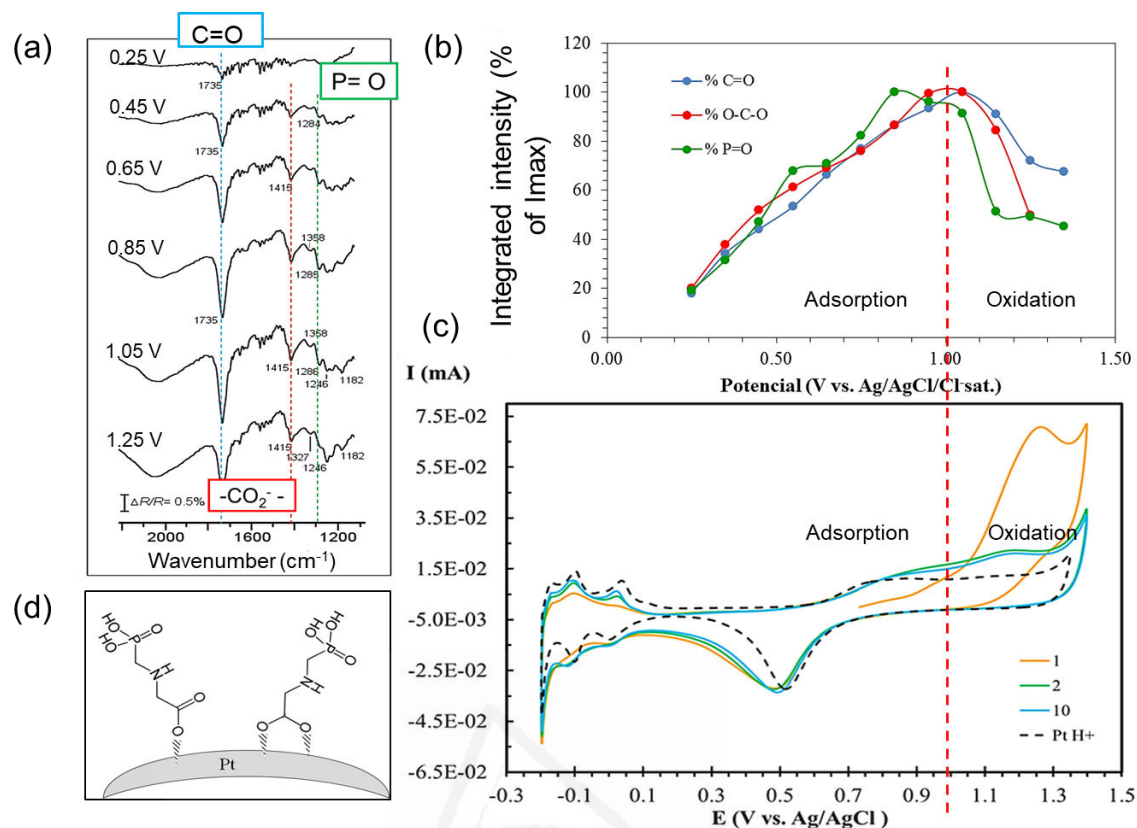 (a)
C=O
P= O
0.25 V
1735
0.45 V
1284
1735
0.65 V
1415
0.85 V
1358
1285
1735
1.05 V
1358
1415
1286
1246
1182
1.25 V
1415
1327
1246
1182
-CO₂⁻ -
ΔR/R= 0.5%
2000 1600 1200
Wavenumber (cm⁻¹)
(b)
Integrated intensity (%
of Imax)
120
100
80
60
40
20
0
% C=O
% O-C-O
% P=O
Adsorption Oxidation
0.00 0.50 1.00 1.50
Potencial (V vs. Ag/AgCl/Cl⁻sat.)
(c)
I (mA)
7.5E-02
5.5E-02
3.5E-02
1.5E-02
-5.0E-03
-2.5E-02
-4.5E-02
-6.5E-02
Adsorption Oxidation
1
2
10
Pt H+
-0.3 -0.1 0.1 0.3 0.5 0.7 0.9 1.1 1.3 1.5
E (V vs. Ag/AgCl )
(d)
HO
HO
P
O
N
H
O
O
OH
HO
P
O
H
N
O
O
Pt